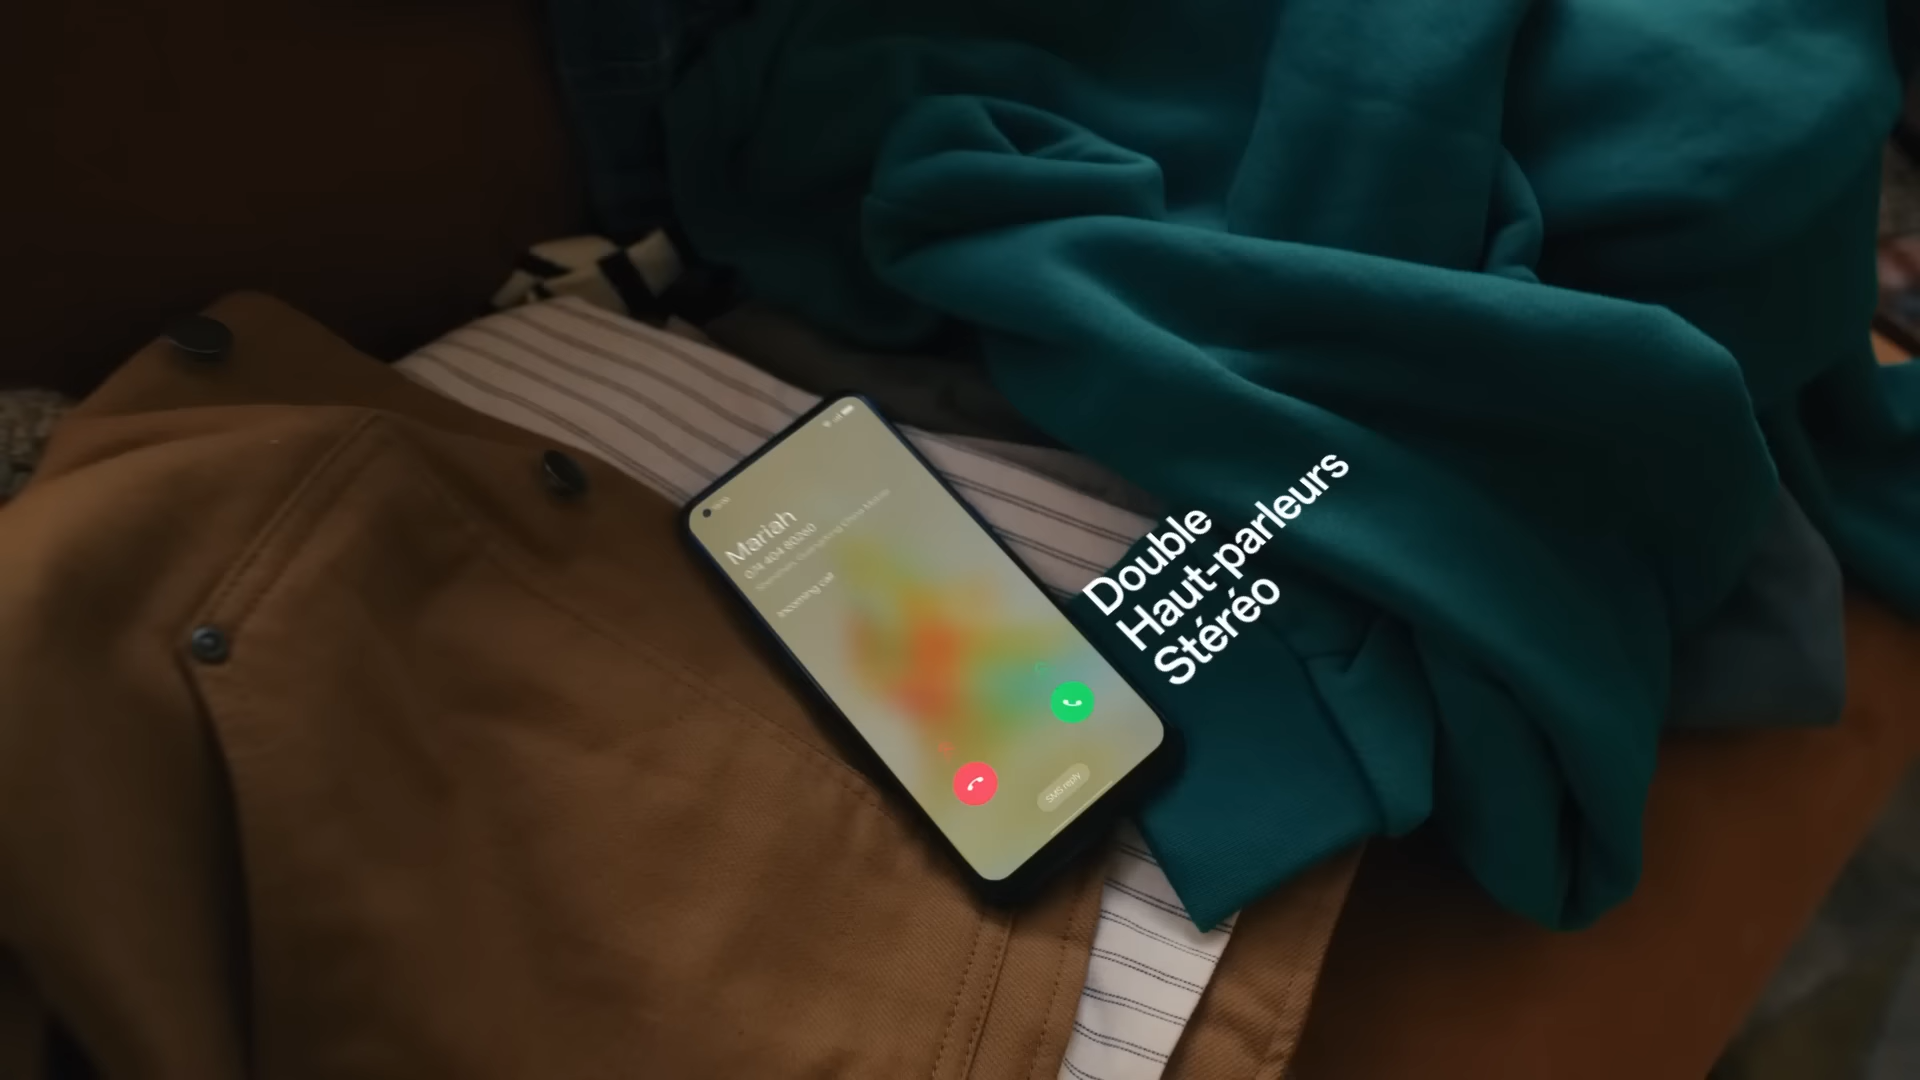 Mariah
Incoming call
SMS reply
Double
Haut-parleurs
Stéréo